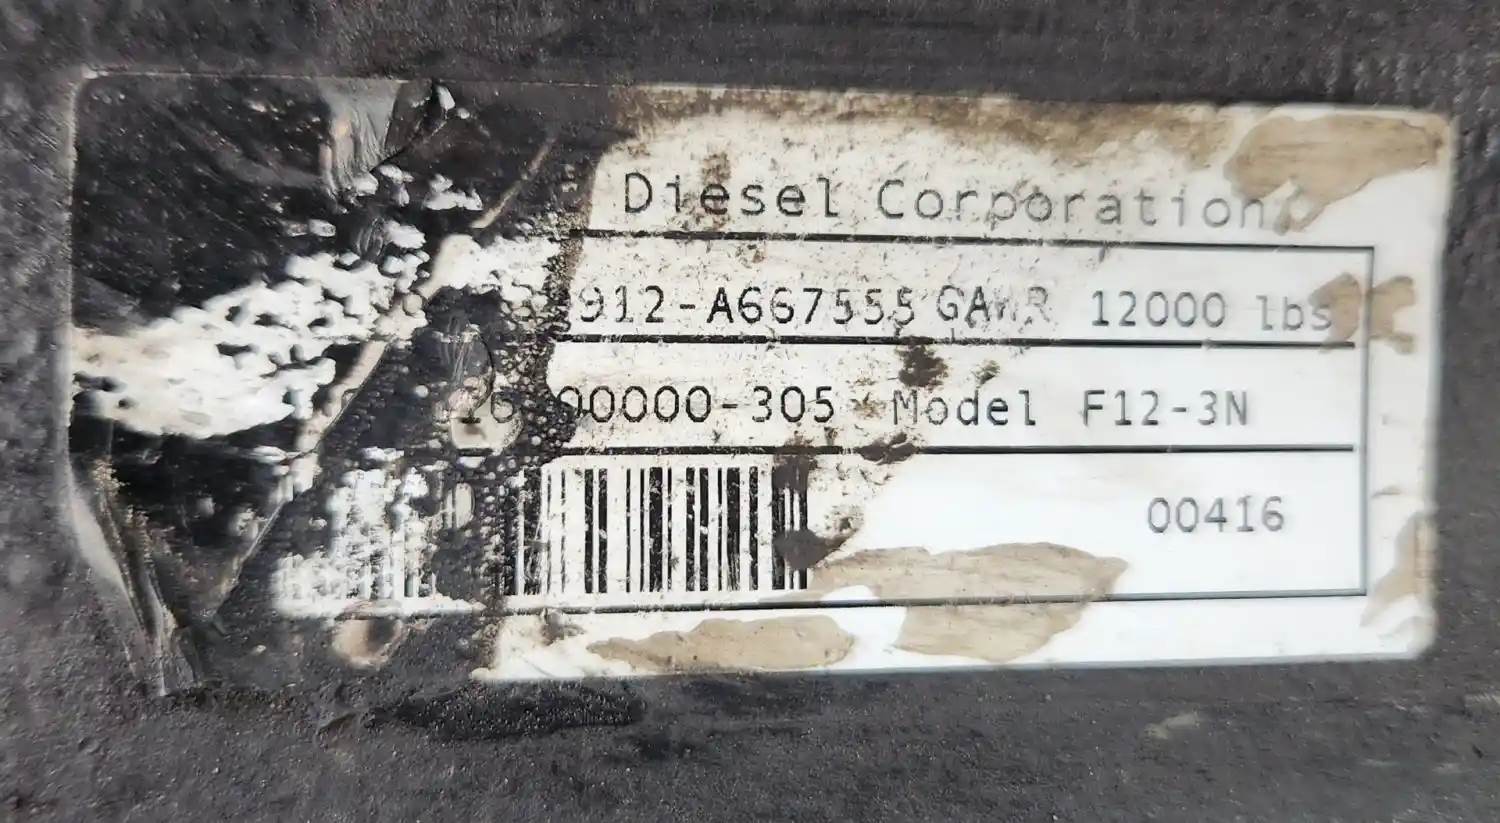 Diesel Corporation
912-A667555 GAWR 12000 lbs
00000-305 Model F12-3N
00416